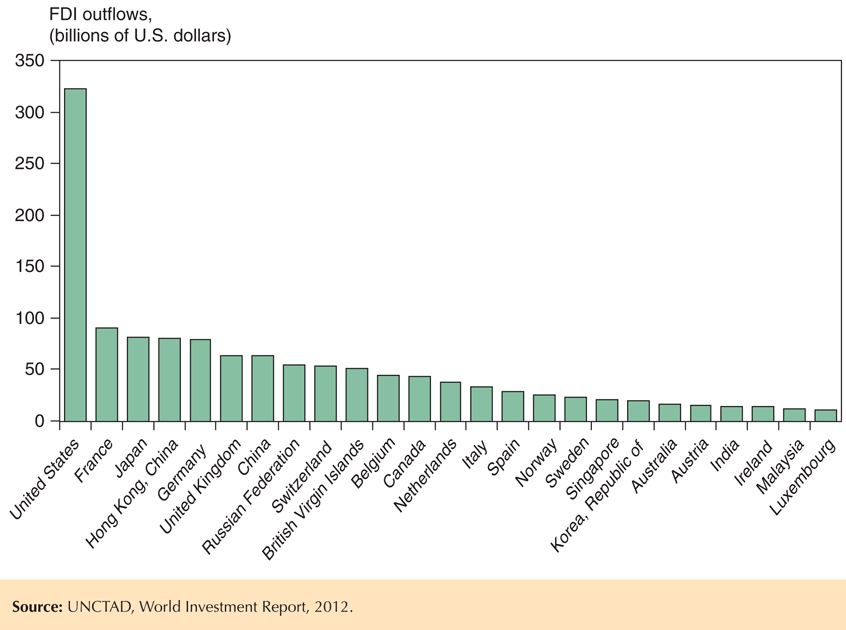 FDI outflows,
(billions of U.S. dollars)
350
300
250
200
150
100
50
0
United States
France
Japan
Hong Kong, China
Germany
United Kingdom
China
Russian Federation
Switzerland
British Virgin Islands
Belgium
Canada
Netherlands
Italy
Spain
Norway
Sweden
Singapore
Korea, Republic of
Australia
Austria
India
Ireland
Malaysia
Luxembourg
Source: UNCTAD, World Investment Report, 2012.